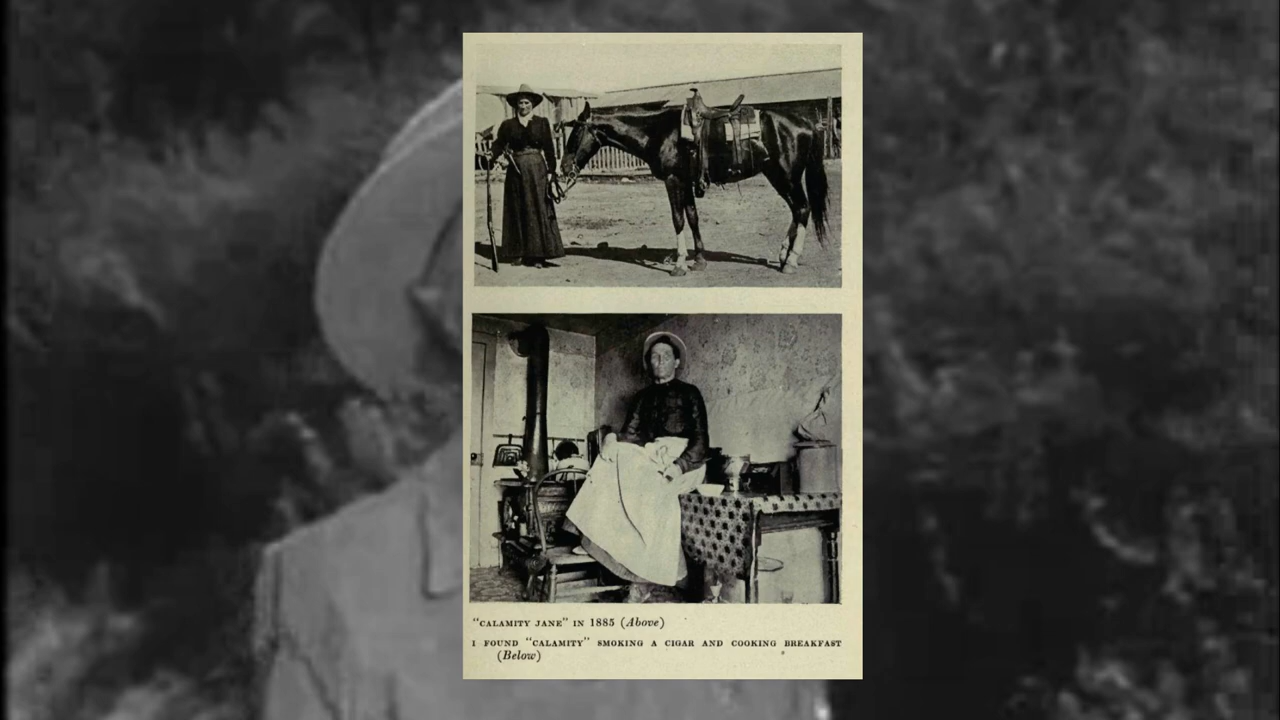 "CALAMITY JANE" IN 1885 (Above)
I FOUND "CALAMITY" SMOKING A CIGAR AND COOKING BREAKFAST
(Below)